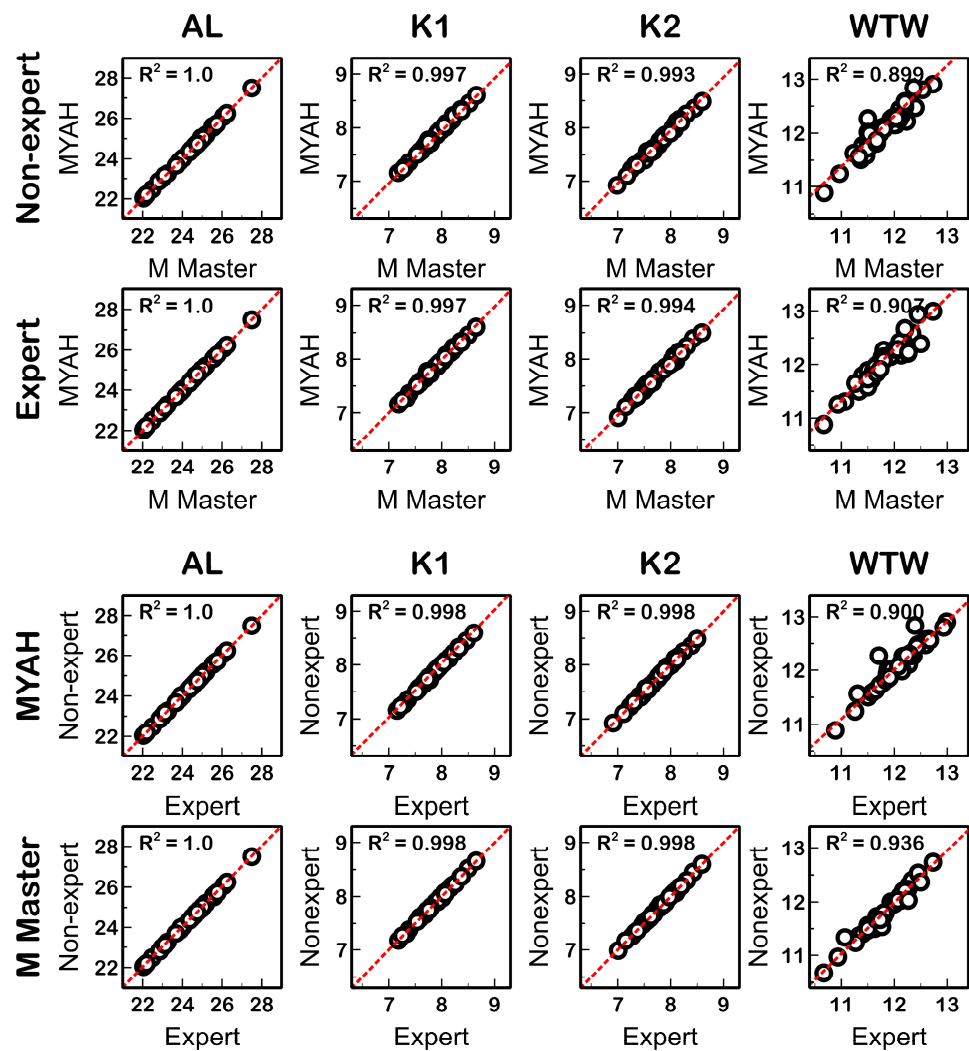 AL K1 K2 WTW
Non-expert
MYAH MYAH MYAH MYAH
R² = 1.0 R² = 0.997 R² = 0.993 R² = 0.899
28 26 24 22
9 8 7
9 8 7
13 12 11
22 24 26 28 7 8 9 7 8 9 11 12 13
M Master M Master M Master M Master
Expert
MYAH MYAH MYAH MYAH
R² = 1.0 R² = 0.997 R² = 0.994 R² = 0.907
28 26 24 22
9 8 7
9 8 7
13 12 11
22 24 26 28 7 8 9 7 8 9 11 12 13
M Master M Master M Master M Master
AL K1 K2 WTW
MYAH
Non-expert Nonexpert Nonexpert Nonexpert
R² = 1.0 R² = 0.998 R² = 0.998 R² = 0.900
28 26 24 22
9 8 7
9 8 7
13 12 11
22 24 26 28 7 8 9 7 8 9 11 12 13
Expert Expert Expert Expert
M Master
Non-expert Nonexpert Nonexpert Nonexpert
R² = 1.0 R² = 0.998 R² = 0.998 R² = 0.936
28 26 24 22
9 8 7
9 8 7
13 12 11
22 24 26 28 7 8 9 7 8 9 11 12 13
Expert Expert Expert Expert